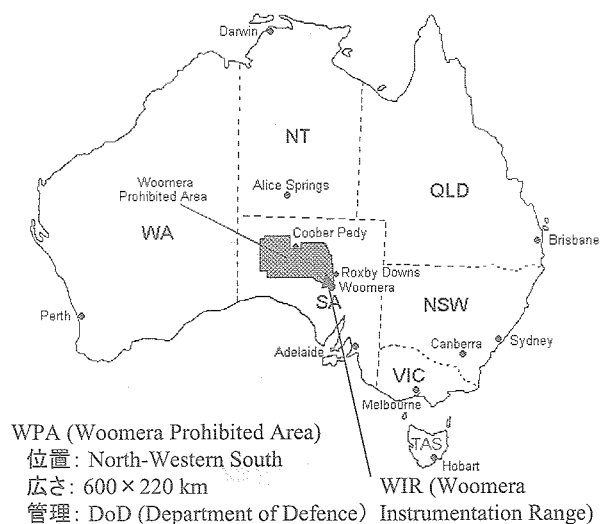 Darwin
NT
Woomera
Prohibited Area
Alice Springs
QLD
WA
Coober Pedy
Brisbane
Roxby Downs
Woomera
SA
NSW
Perth
Canberra
Sydney
Adelaide
VIC
Melbourne
TAS
Hobart
WPA (Woomera Prohibited Area)
位置: North-Western South
広さ: 600×220 km
管理: DoD (Department of Defence)
WIR (Woomera
Instrumentation Range)